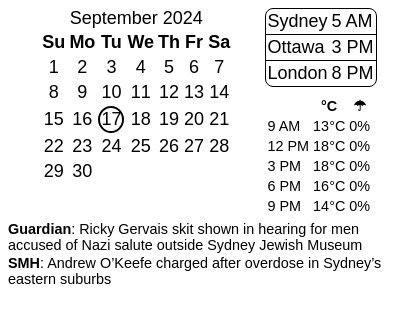 September 2024
Su Mo Tu We Th Fr Sa
1 2 3 4 5 6 7
8 9 10 11 12 13 14
15 16 17 18 19 20 21
22 23 24 25 26 27 28
29 30
Sydney 5 AM
Ottawa 3 PM
London 8 PM
°C ☂
9 AM 13°C 0%
12 PM 18°C 0%
3 PM 18°C 0%
6 PM 16°C 0%
9 PM 14°C 0%
Guardian: Ricky Gervais skit shown in hearing for men
accused of Nazi salute outside Sydney Jewish Museum
SMH: Andrew O’Keefe charged after overdose in Sydney’s
eastern suburbs